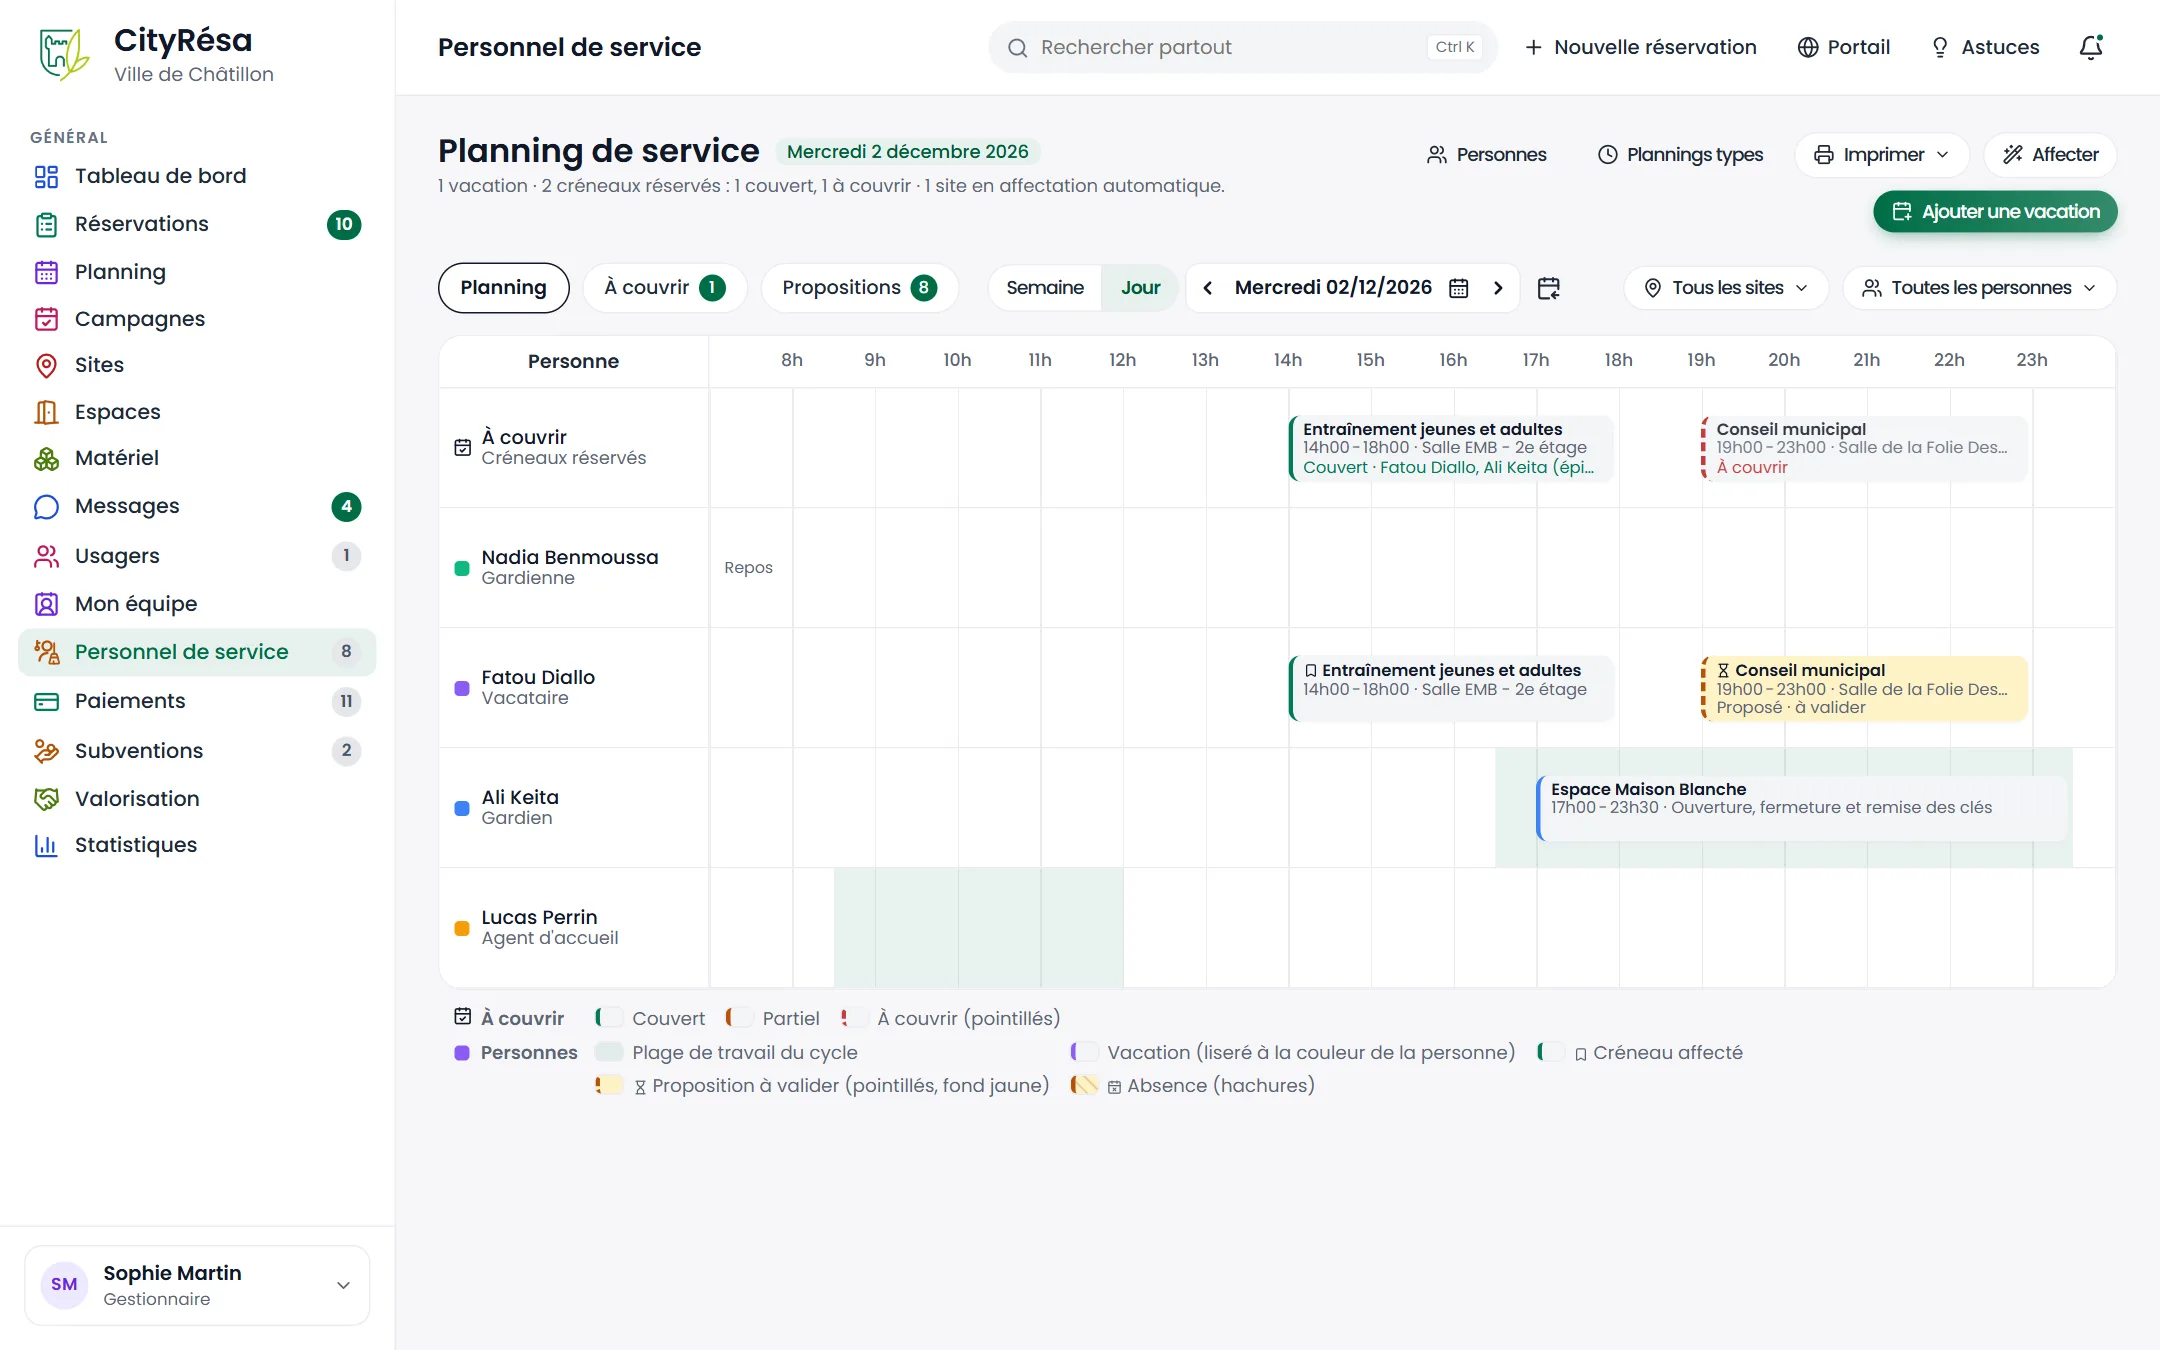 CityRésa
Ville de Châtillon
GÉNÉRAL
Tableau de bord
Réservations 10
Planning
Campagnes
Sites
Espaces
Matériel
Messages 4
Usagers 1
Mon équipe
Personnel de service 8
Paiements 11
Subventions 2
Valorisation
Statistiques
SM
Sophie Martin
Gestionnaire
Personnel de service
Rechercher partout Ctrl K
Nouvelle réservation
Portail
Astuces
Planning de service Mercredi 2 décembre 2026
1 vacation · 2 créneaux réservés : 1 couvert, 1 à couvrir · 1 site en affectation automatique.
Personnes
Plannings types
Imprimer
Affecter
Ajouter une vacation
Planning
À couvrir 1
Propositions 8
Semaine
Jour
Mercredi 02/12/2026
Tous les sites
Toutes les personnes
Personne 8h 9h 10h 11h 12h 13h 14h 15h 16h 17h 18h 19h 20h 21h 22h 23h
À couvrir
Créneaux réservés
Entraînement jeunes et adultes
14h00-18h00 · Salle EMB - 2e étage
Couvert · Fatou Diallo, Ali Keita (épi...
Conseil municipal
19h00-23h00 · Salle de la Folie Des...
À couvrir
Nadia Benmoussa
Gardienne
Repos
Fatou Diallo
Vacataire
Entraînement jeunes et adultes
14h00-18h00 · Salle EMB - 2e étage
Conseil municipal
19h00-23h00 · Salle de la Folie Des...
Proposé · à valider
Ali Keita
Gardien
Espace Maison Blanche
17h00-23h30 · Ouverture, fermeture et remise des clés
Lucas Perrin
Agent d'accueil
À couvrir Couvert Partiel À couvrir (pointillés)
Personnes Plage de travail du cycle Vacation (liseré à la couleur de la personne) Créneau affecté
Proposition à valider (pointillés, fond jaune) Absence (hachures)